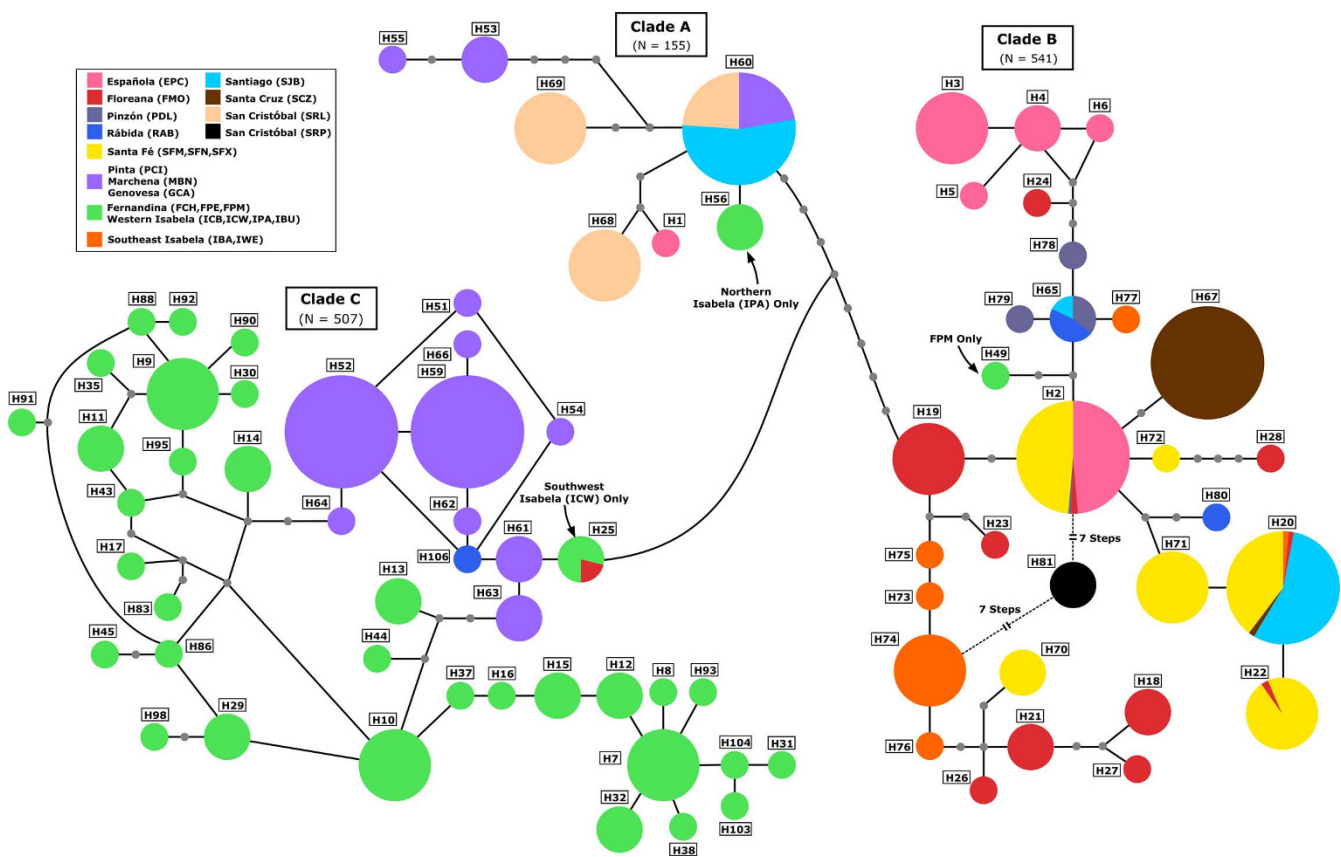 Clade A
(N = 155)
Clade B
(N = 541)
Española (EPC)
Floreana (FMO)
Pinzón (PDL)
Rábida (RAB)
Santiago (SJB)
Santa Cruz (SCZ)
San Cristóbal (SRL)
San Cristóbal (SRP)
Santa Fé (SFM,SFN,SFX)
Pinta (PCI)
Marchena (MBN)
Genovesa (GCA)
Fernandina (FCH,FPE,FPM)
Western Isabela (ICB,ICW,IPA,IBU)
Southeast Isabela (IBA,IWE)
H55
H53
H60
H69
H56
H68
H1
Northern
Isabela (IPA) Only
H3
H4
H6
H5
H24
H78
H65
H79
H77
H67
FPM Only
H49
H2
H19
H72
H28
H23
H75
H73
H74
7 Steps
7 Steps
H81
H80
H71
H20
H22
H70
H76
H26
H21
H18
H27
Clade C
(N = 507)
H88
H92
H90
H9
H35
H30
H91
H11
H95
H14
H43
H17
H83
H45
H86
H98
H29
H51
H66
H52
H59
H54
H64
H62
H106
H61
Southwest
Isabela (ICW) Only
H25
H63
H13
H44
H10
H37
H16
H15
H12
H8
H93
H7
H104
H31
H103
H32
H38